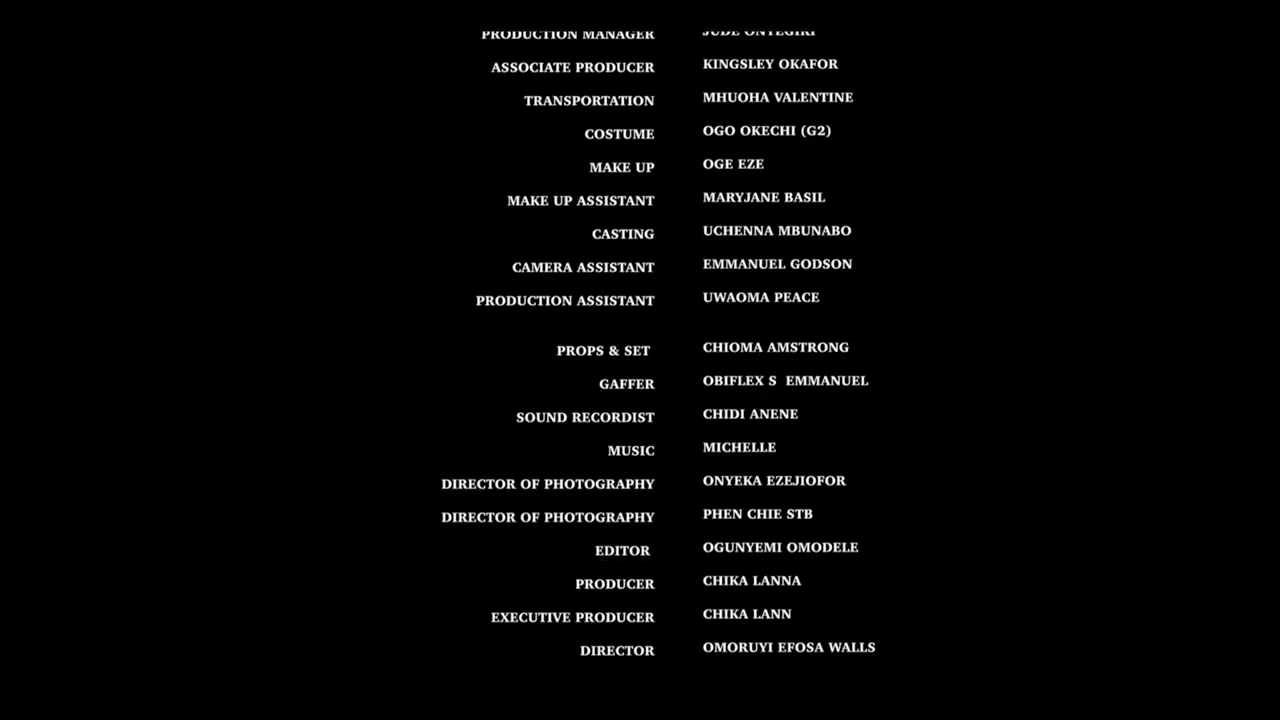 PRODUCTION MANAGER JUDE
ASSOCIATE PRODUCER KINGSLEY OKAFOR
TRANSPORTATION MHUOHA VALENTINE
COSTUME OGO OKECHI (G2)
MAKE UP OGE EZE
MAKE UP ASSISTANT MARYJANE BASIL
CASTING UCHENNA MBUNABO
CAMERA ASSISTANT EMMANUEL GODSON
PRODUCTION ASSISTANT UWAOMA PEACE
PROPS & SET CHIOMA AMSTRONG
GAFFER OBIFLEX S EMMANUEL
SOUND RECORDIST CHIDI ANENE
MUSIC MICHELLE
DIRECTOR OF PHOTOGRAPHY ONYEKA EZEJIOFOR
DIRECTOR OF PHOTOGRAPHY PHEN CHIE STB
EDITOR OGUNYEMI OMODELE
PRODUCER CHIKA LANNA
EXECUTIVE PRODUCER CHIKA LANN
DIRECTOR OMORUYI EFOSA WALLS